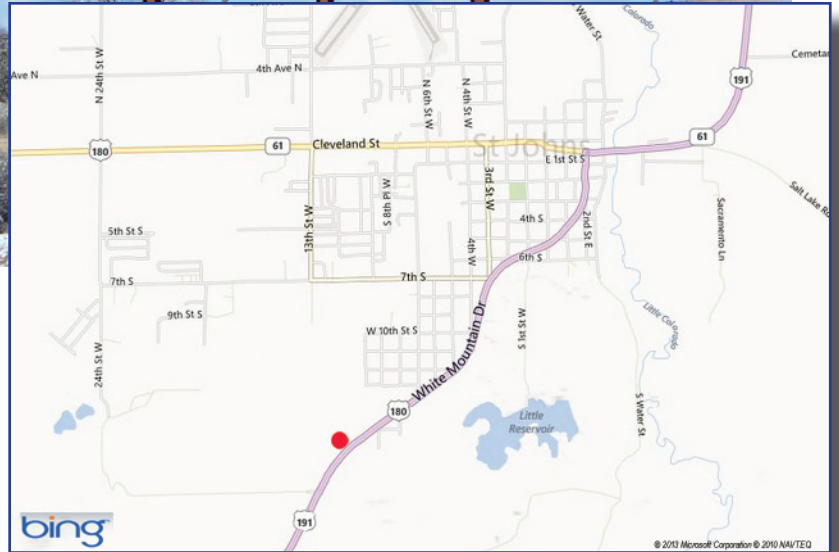 Water St
Colorado
Cemetar
Ave N
N 24th St W
4th Ave N
N 6th St W
N 4th St W
191
180
61
Cleveland St
St Johns
E 1st St S
61
Salt Lake Ro
S 8th Pl W
3rd St W
13th St W
4th S
2nd St E
Sacramento Ln
5th St S
4th W
6th S
7th S
7th S
9th St S
W 10th St S
S 1st St W
Little Colorado
24th St W
White Mountain Dr
180
Little
Reservoir
S Water St
191
bing
© 2013 Microsoft Corporation © 2010 NAVTEQ